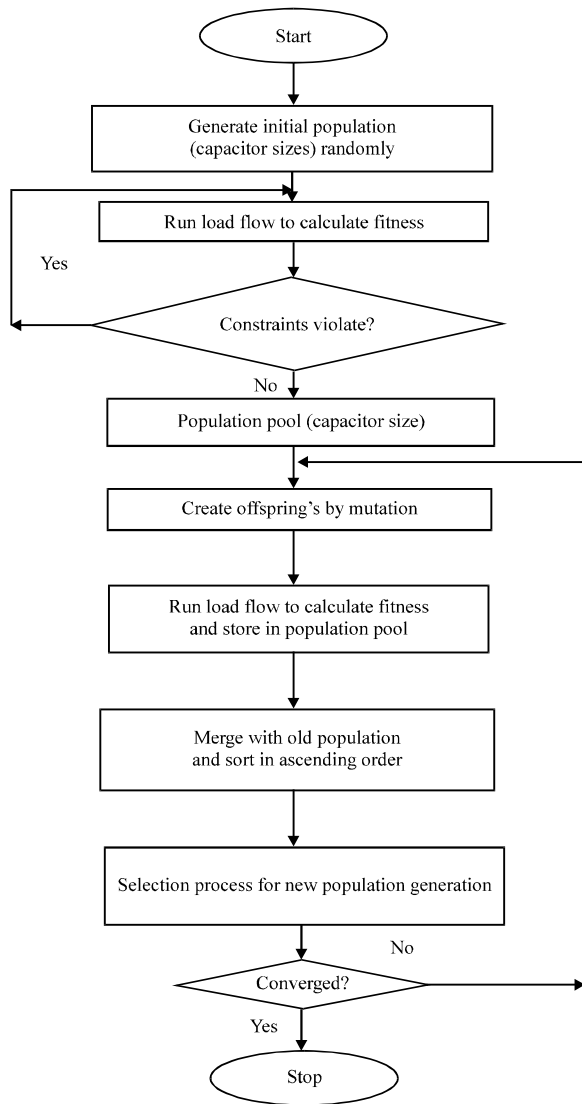 Start
Generate initial population
(capacitor sizes) randomly
Run load flow to calculate fitness
Yes
Constraints violate?
No
Population pool (capacitor size)
Create offspring's by mutation
Run load flow to calculate fitness
and store in population pool
Merge with old population
and sort in ascending order
Selection process for new population generation
No
Converged?
Yes
Stop